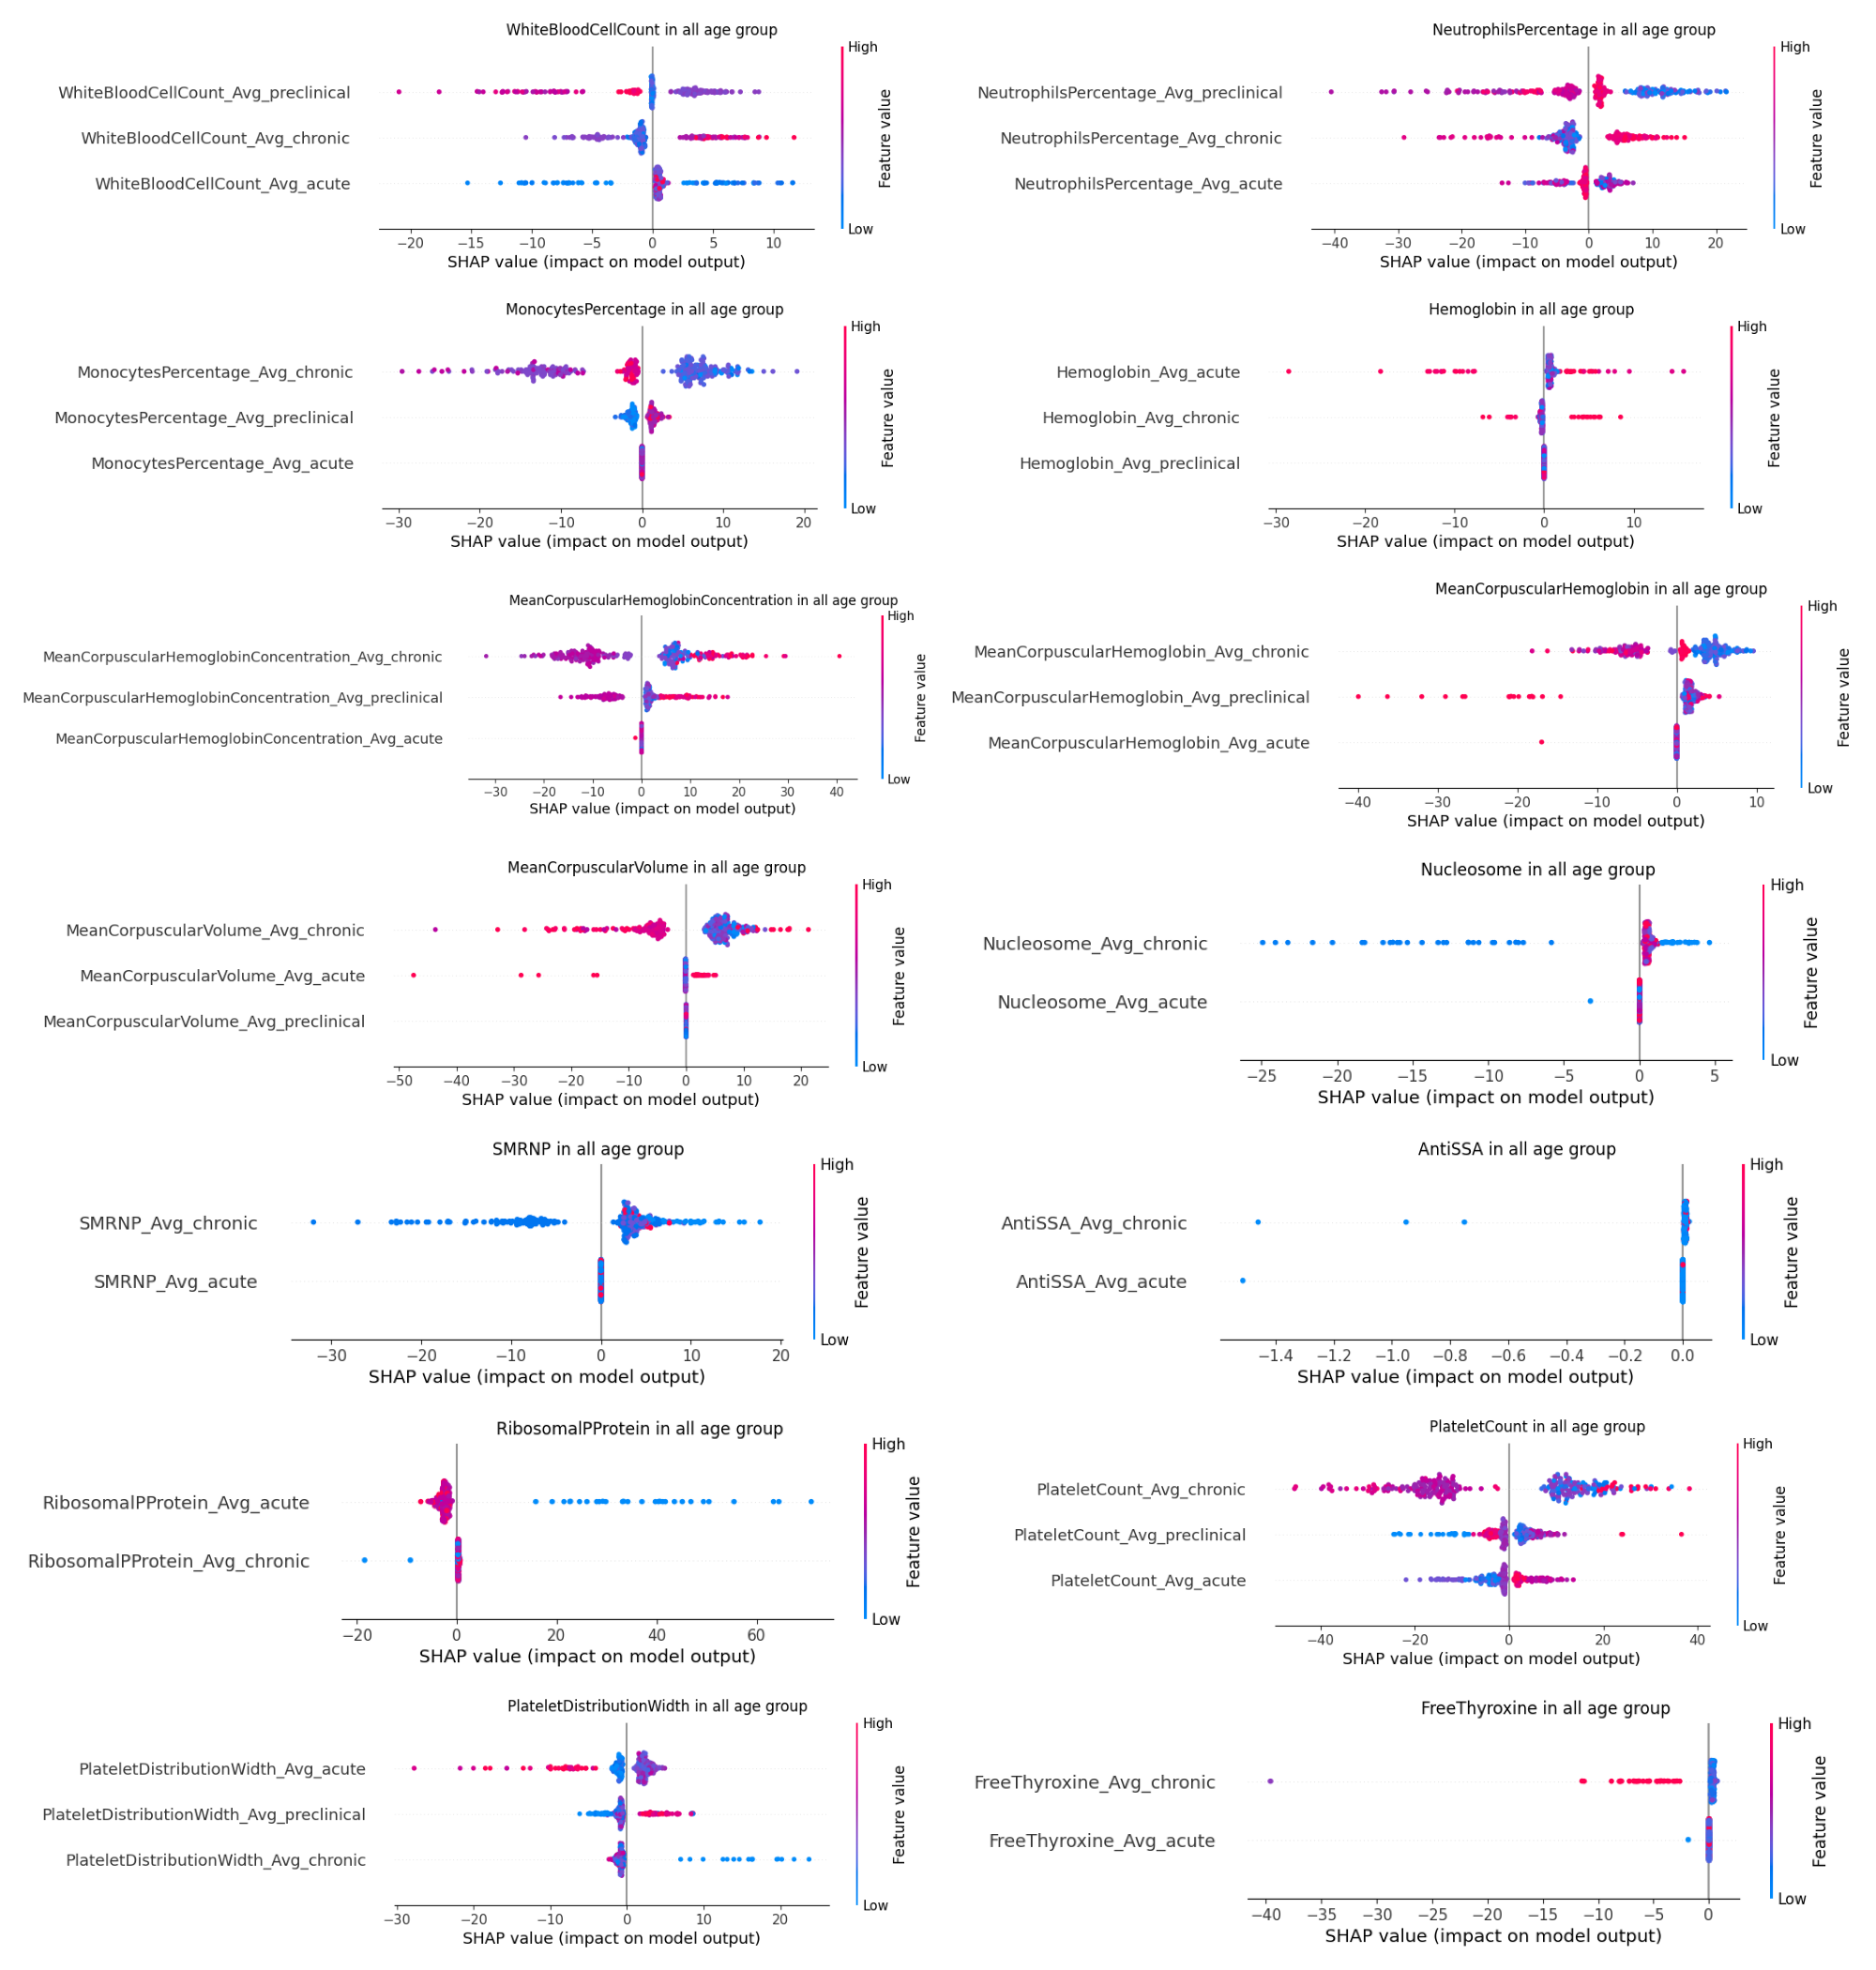 WhiteBloodCellCount in all age group
High
WhiteBloodCellCount_Avg_preclinical
WhiteBloodCellCount_Avg_chronic
WhiteBloodCellCount_Avg_acute
Feature value
Low
−20 −15 −10 −5 0 5 10
SHAP value (impact on model output)
NeutrophilsPercentage in all age group
High
NeutrophilsPercentage_Avg_preclinical
NeutrophilsPercentage_Avg_chronic
NeutrophilsPercentage_Avg_acute
Feature value
Low
−40 −30 −20 −10 0 10 20
SHAP value (impact on model output)
MonocytesPercentage in all age group
High
MonocytesPercentage_Avg_chronic
MonocytesPercentage_Avg_preclinical
MonocytesPercentage_Avg_acute
Feature value
Low
−30 −20 −10 0 10 20
SHAP value (impact on model output)
Hemoglobin in all age group
High
Hemoglobin_Avg_acute
Hemoglobin_Avg_chronic
Hemoglobin_Avg_preclinical
Feature value
Low
−30 −20 −10 0 10
SHAP value (impact on model output)
MeanCorpuscularHemoglobinConcentration in all age group
High
MeanCorpuscularHemoglobinConcentration_Avg_chronic
MeanCorpuscularHemoglobinConcentration_Avg_preclinical
MeanCorpuscularHemoglobinConcentration_Avg_acute
Feature value
Low
−30 −20 −10 0 10 20 30 40
SHAP value (impact on model output)
MeanCorpuscularHemoglobin in all age group
High
MeanCorpuscularHemoglobin_Avg_chronic
MeanCorpuscularHemoglobin_Avg_preclinical
MeanCorpuscularHemoglobin_Avg_acute
Feature value
Low
−40 −30 −20 −10 0 10
SHAP value (impact on model output)
MeanCorpuscularVolume in all age group
High
MeanCorpuscularVolume_Avg_chronic
MeanCorpuscularVolume_Avg_acute
MeanCorpuscularVolume_Avg_preclinical
Feature value
Low
−50 −40 −30 −20 −10 0 10 20
SHAP value (impact on model output)
Nucleosome in all age group
High
Nucleosome_Avg_chronic
Nucleosome_Avg_acute
Feature value
Low
−25 −20 −15 −10 −5 0 5
SHAP value (impact on model output)
SMRNP in all age group
High
SMRNP_Avg_chronic
SMRNP_Avg_acute
Feature value
Low
−30 −20 −10 0 10 20
SHAP value (impact on model output)
AntiSSA in all age group
High
AntiSSA_Avg_chronic
AntiSSA_Avg_acute
Feature value
Low
−1.4 −1.2 −1.0 −0.8 −0.6 −0.4 −0.2 0.0
SHAP value (impact on model output)
RibosomalPProtein in all age group
High
RibosomalPProtein_Avg_acute
RibosomalPProtein_Avg_chronic
Feature value
Low
−20 0 20 40 60
SHAP value (impact on model output)
PlateletCount in all age group
High
PlateletCount_Avg_chronic
PlateletCount_Avg_preclinical
PlateletCount_Avg_acute
Feature value
Low
−40 −20 0 20 40
SHAP value (impact on model output)
PlateletDistributionWidth in all age group
High
PlateletDistributionWidth_Avg_acute
PlateletDistributionWidth_Avg_preclinical
PlateletDistributionWidth_Avg_chronic
Feature value
Low
−30 −20 −10 0 10 20
SHAP value (impact on model output)
FreeThyroxine in all age group
High
FreeThyroxine_Avg_chronic
FreeThyroxine_Avg_acute
Feature value
Low
−40 −35 −30 −25 −20 −15 −10 −5 0
SHAP value (impact on model output)